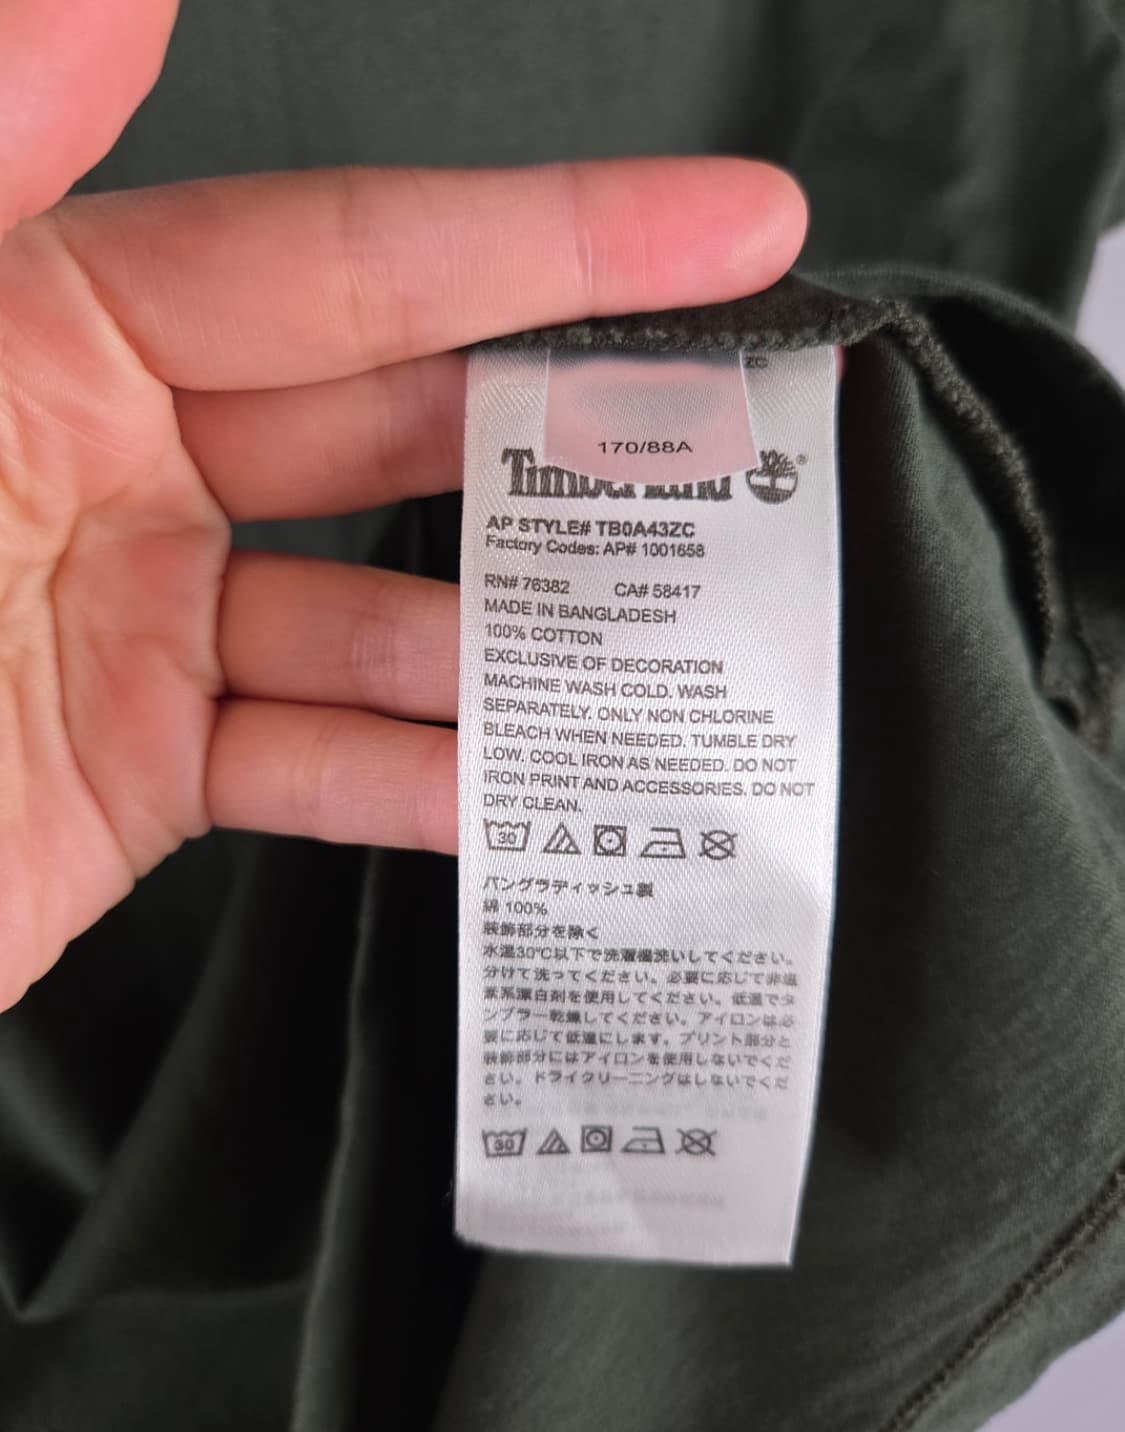 ZC
170/88A
Timberland ®
AP STYLE# TB0A43ZC
Factory Codes: AP# 1001658
RN# 76382 CA# 58417
MADE IN BANGLADESH
100% COTTON
EXCLUSIVE OF DECORATION
MACHINE WASH COLD. WASH
SEPARATELY. ONLY NON CHLORINE
BLEACH WHEN NEEDED. TUMBLE DRY
LOW. COOL IRON AS NEEDED. DO NOT
IRON PRINT AND ACCESSORIES. DO NOT
DRY CLEAN.
30
バングラディッシュ製
綿 100%
装飾部分を除く
水温30℃以下で洗濯機洗いしてください。
分けて洗ってください。必要に応じて非塩
素系漂白剤を使用してください。低温でタ
ンブラー乾燥してください。アイロンは必
要に応じて低温にします。プリント部分と
装飾部分にはアイロンを使用しないでくだ
さい。ドライクリーニングはしないでくだ
さい。
30